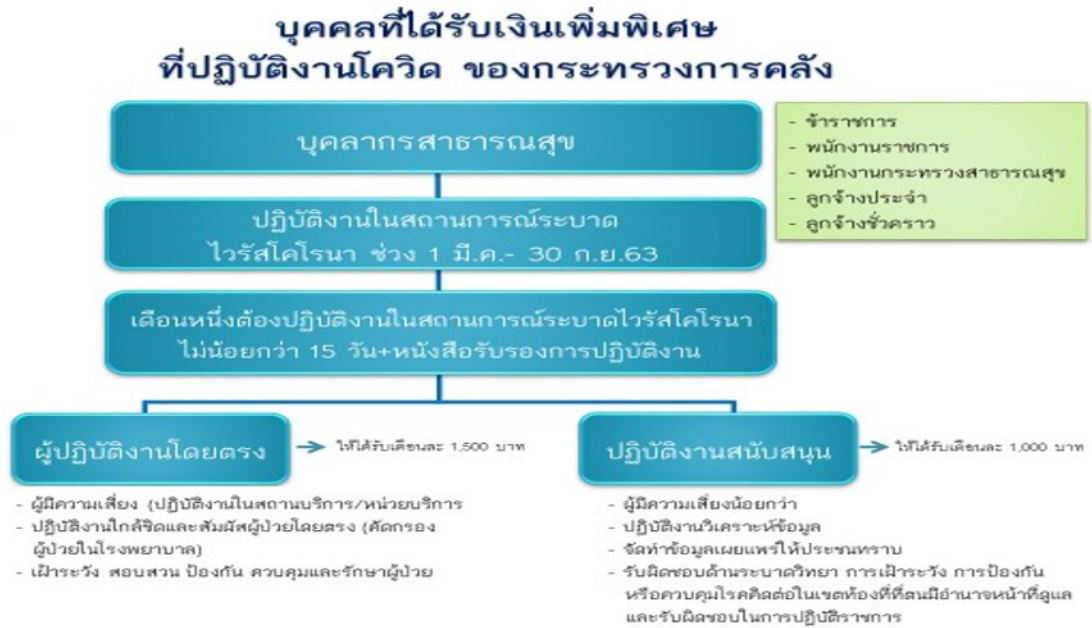 บุคคลที่ได้รับเงินเพิ่มพิเศษ
ที่ปฏิบัติงานโควิด ของกระทรวงการคลัง
บุคลากรสาธารณสุข
- ข้าราชการ
- พนักงานราชการ
- พนักงานกระทรวงสาธารณสุข
- ลูกจ้างประจำ
- ลูกจ้างชั่วคราว
ปฏิบัติงานในสถานการณ์ระบาด
ไวรัสโคโรนา ช่วง 1 มี.ค.- 30 ก.ย.63
เดือนหนึ่งต้องปฏิบัติงานในสถานการณ์ระบาดไวรัสโคโรนา
ไม่น้อยกว่า 15 วัน+หนังสือรับรองการปฏิบัติงาน
ผู้ปฏิบัติงานโดยตรง
ให้ได้รับเดือนละ 1,500 บาท
- ผู้มีความเสี่ยง (ปฏิบัติงานในสถานบริการ/หน่วยบริการ
- ปฏิบัติงานใกล้ชิดและสัมผัสผู้ป่วยโดยตรง (คัดกรอง
ผู้ป่วยในโรงพยาบาล)
- เฝ้าระวัง สอบสวน ป้องกัน ควบคุมและรักษาผู้ป่วย
ปฏิบัติงานสนับสนุน
ให้ได้รับเดือนละ 1,000 บาท
- ผู้มีความเสี่ยงน้อยกว่า
- ปฏิบัติงานวิเคราะห์ข้อมูล
- จัดทำข้อมูลเผยแพร่ให้ประชนทราบ
- รับผิดชอบด้านระบาดวิทยา การเฝ้าระวัง การป้องกัน
หรือควบคุมโรคติดต่อในเขตท้องที่ที่ตนมีอำนาจหน้าที่ดูแล
และรับผิดชอบในการปฏิบัติราชการ